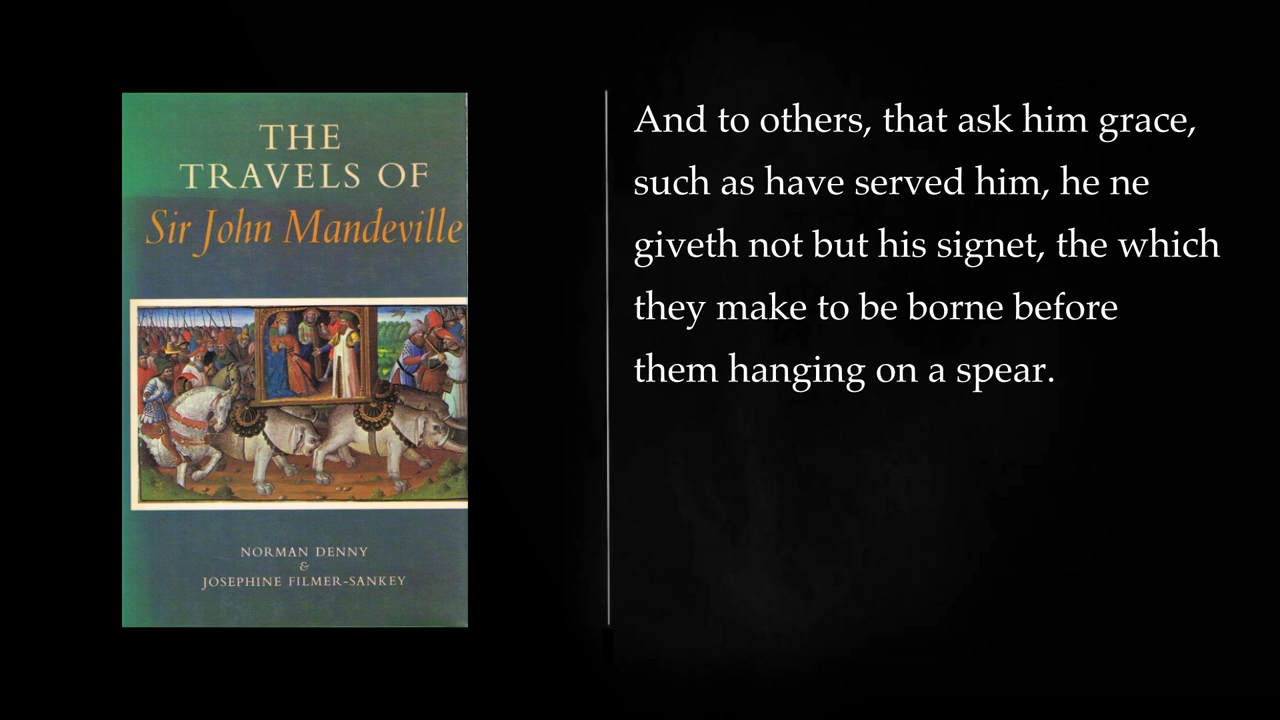 THE
TRAVELS OF
Sir John Mandeville
NORMAN DENNY
&
JOSEPHINE FILMER-SANKEY
And to others, that ask him grace,
such as have served him, he ne
giveth not but his signet, the which
they make to be borne before
them hanging on a spear.